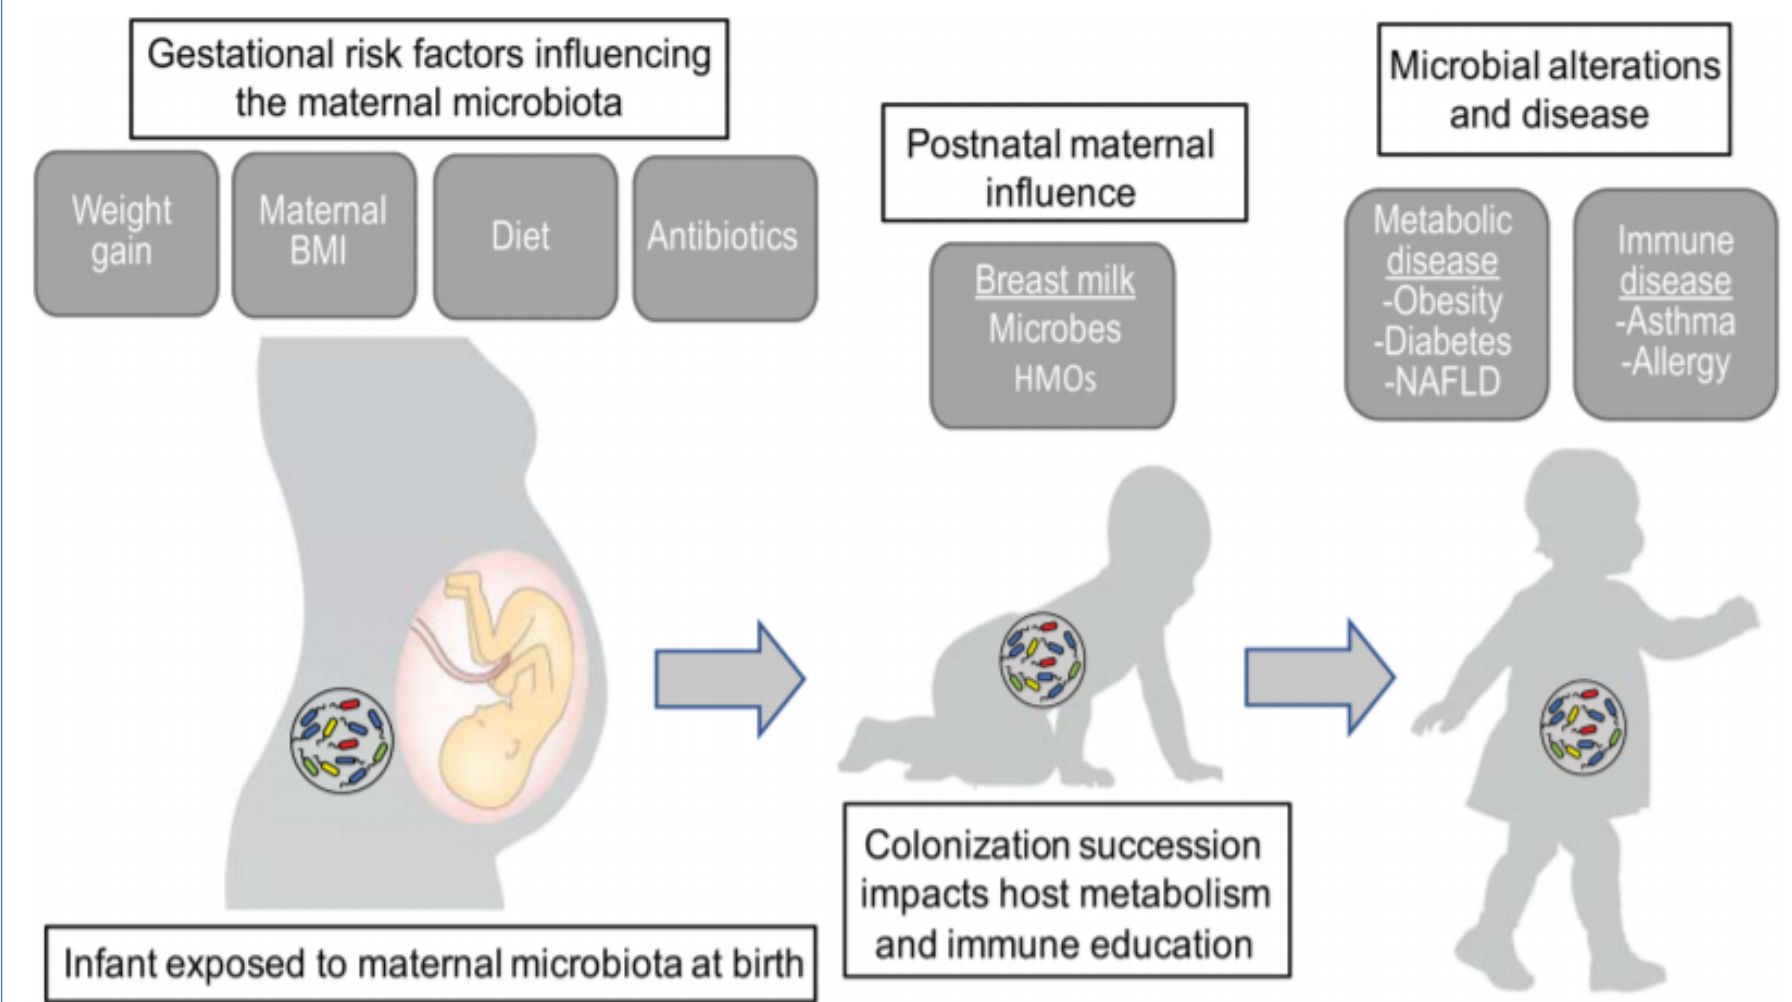 Gestational risk factors influencing
the maternal microbiota
Weight
gain
Maternal
BMI
Diet
Antibiotics
Infant exposed to maternal microbiota at birth
Postnatal maternal
influence
Breast milk
Microbes
HMOs
Colonization succession
impacts host metabolism
and immune education
Microbial alterations
and disease
Metabolic
disease
-Obesity
-Diabetes
-NAFLD
Immune
disease
-Asthma
-Allergy